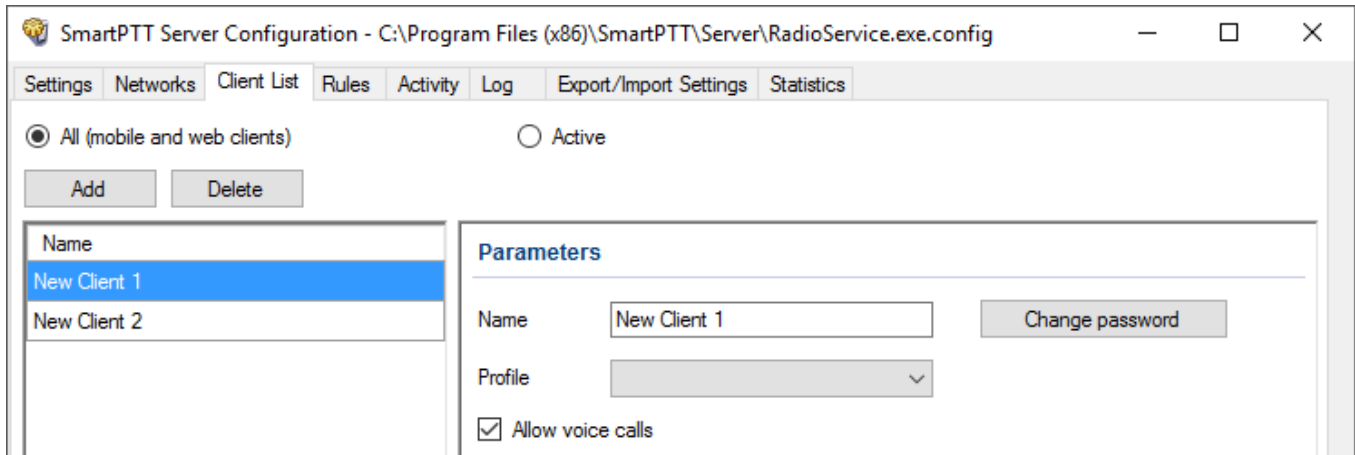 SmartPTT Server Configuration - C:\Program Files (x86)\SmartPTT\Server\RadioService.exe.config
Settings Networks Client List Rules Activity Log Export/Import Settings Statistics
All (mobile and web clients) Active
Add Delete
Name
New Client 1
New Client 2
Parameters
Name New Client 1 Change password
Profile
Allow voice calls